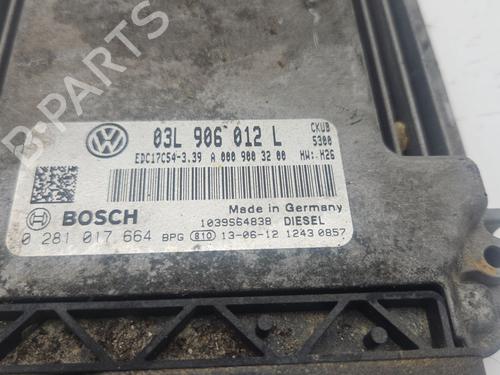 B-PARTS
03L 906 012 L
CKUB
5300
EDC17C54-3.39 A 000 900 32 00 HW: H26
BOSCH
Made in Germany
1039S64838 DIESEL
0 281 017 664 BPG 810 13-06-12 1243 0857